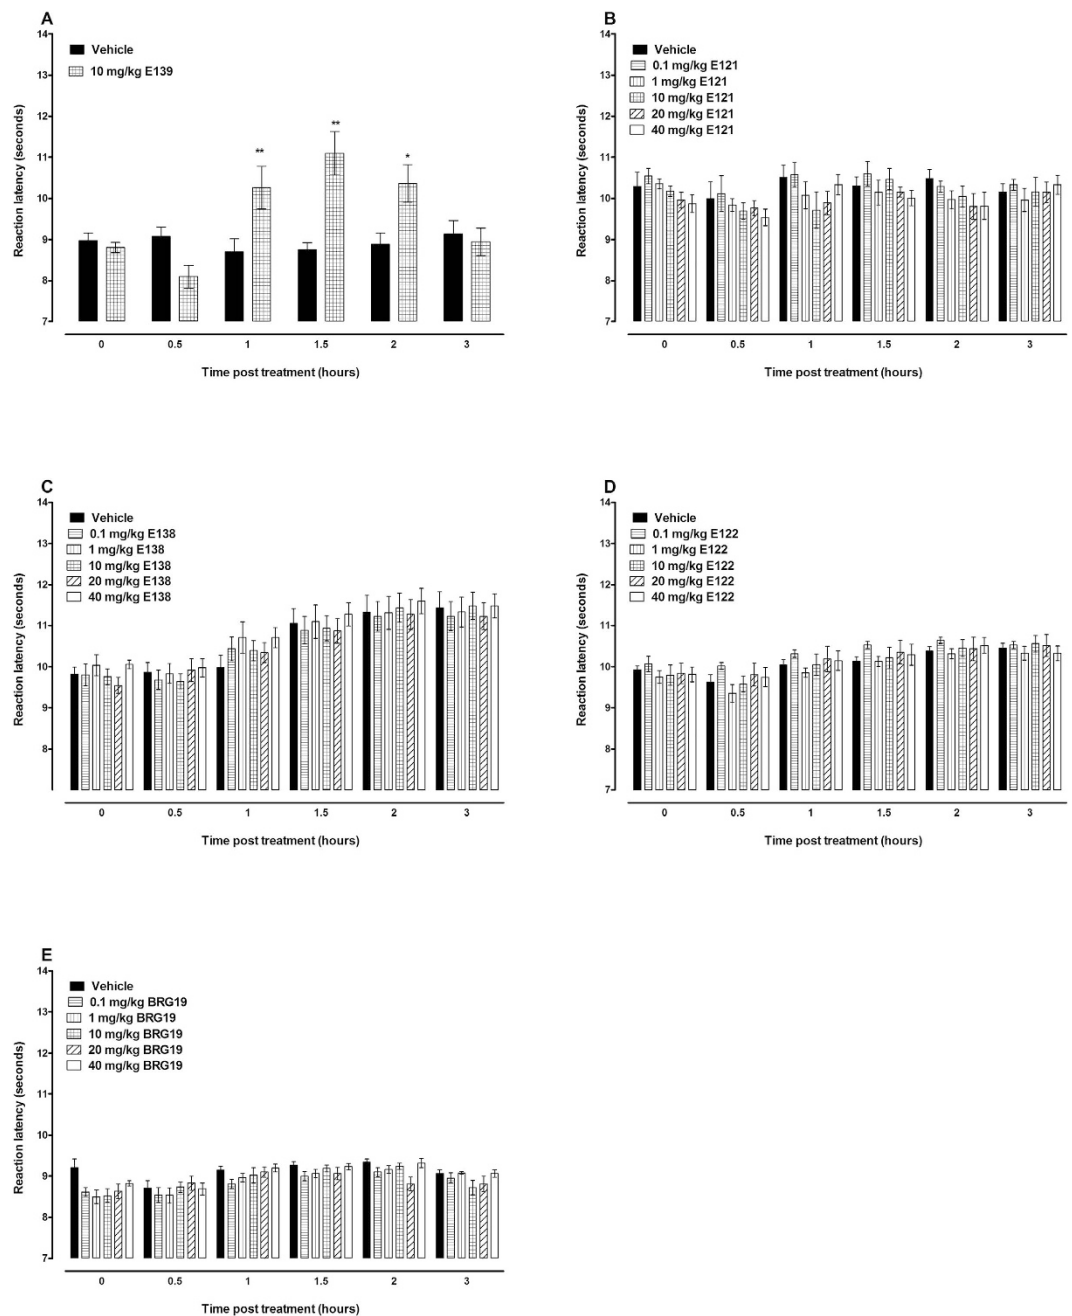 A
14
13
12
11
10
9
8
7
Reaction latency (seconds)
Vehicle
10 mg/kg E139
**
**
*
0 0.5 1 1.5 2 3
Time post treatment (hours)
B
14
13
12
11
10
9
8
7
Reaction latency (seconds)
Vehicle
0.1 mg/kg E121
1 mg/kg E121
10 mg/kg E121
20 mg/kg E121
40 mg/kg E121
0 0.5 1 1.5 2 3
Time post treatment (hours)
C
14
13
12
11
10
9
8
Reaction latency (seconds)
Vehicle
0.1 mg/kg E138
1 mg/kg E138
10 mg/kg E138
20 mg/kg E138
40 mg/kg E138
0 0.5 1 1.5 2 3
Time post treatment (hours)
D
14
13
12
11
10
9
8
7
Reaction latency (seconds)
Vehicle
0.1 mg/kg E122
1 mg/kg E122
10 mg/kg E122
20 mg/kg E122
40 mg/kg E122
0 0.5 1 1.5 2 3
Time post treatment (hours)
E
14
13
12
11
10
9
8
7
Reaction latency (seconds)
Vehicle
0.1 mg/kg BRG19
1 mg/kg BRG19
10 mg/kg BRG19
20 mg/kg BRG19
40 mg/kg BRG19
0 0.5 1 1.5 2 3
Time post treatment (hours)